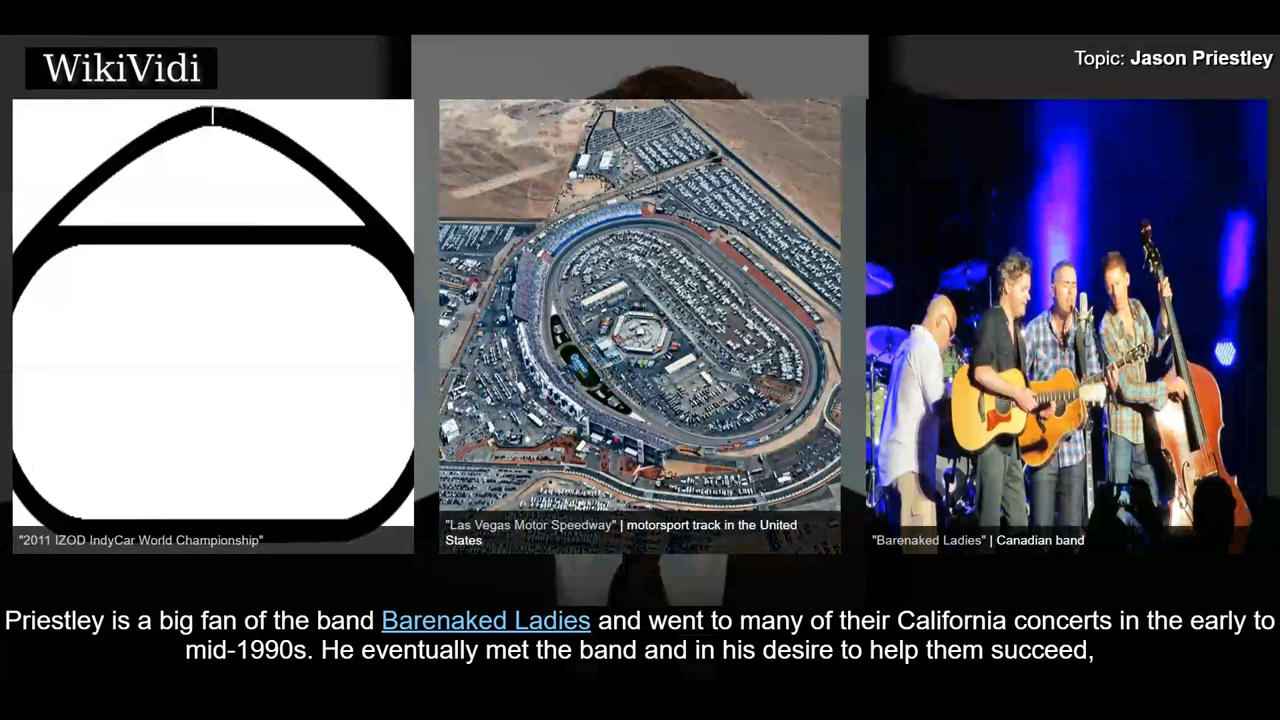 WikiVidi
Topic: Jason Priestley
"2011 IZOD IndyCar World Championship"
"Las Vegas Motor Speedway" | motorsport track in the United
States
"Barenaked Ladies" | Canadian band
Priestley is a big fan of the band Barenaked Ladies and went to many of their California concerts in the early to
mid-1990s. He eventually met the band and in his desire to help them succeed,